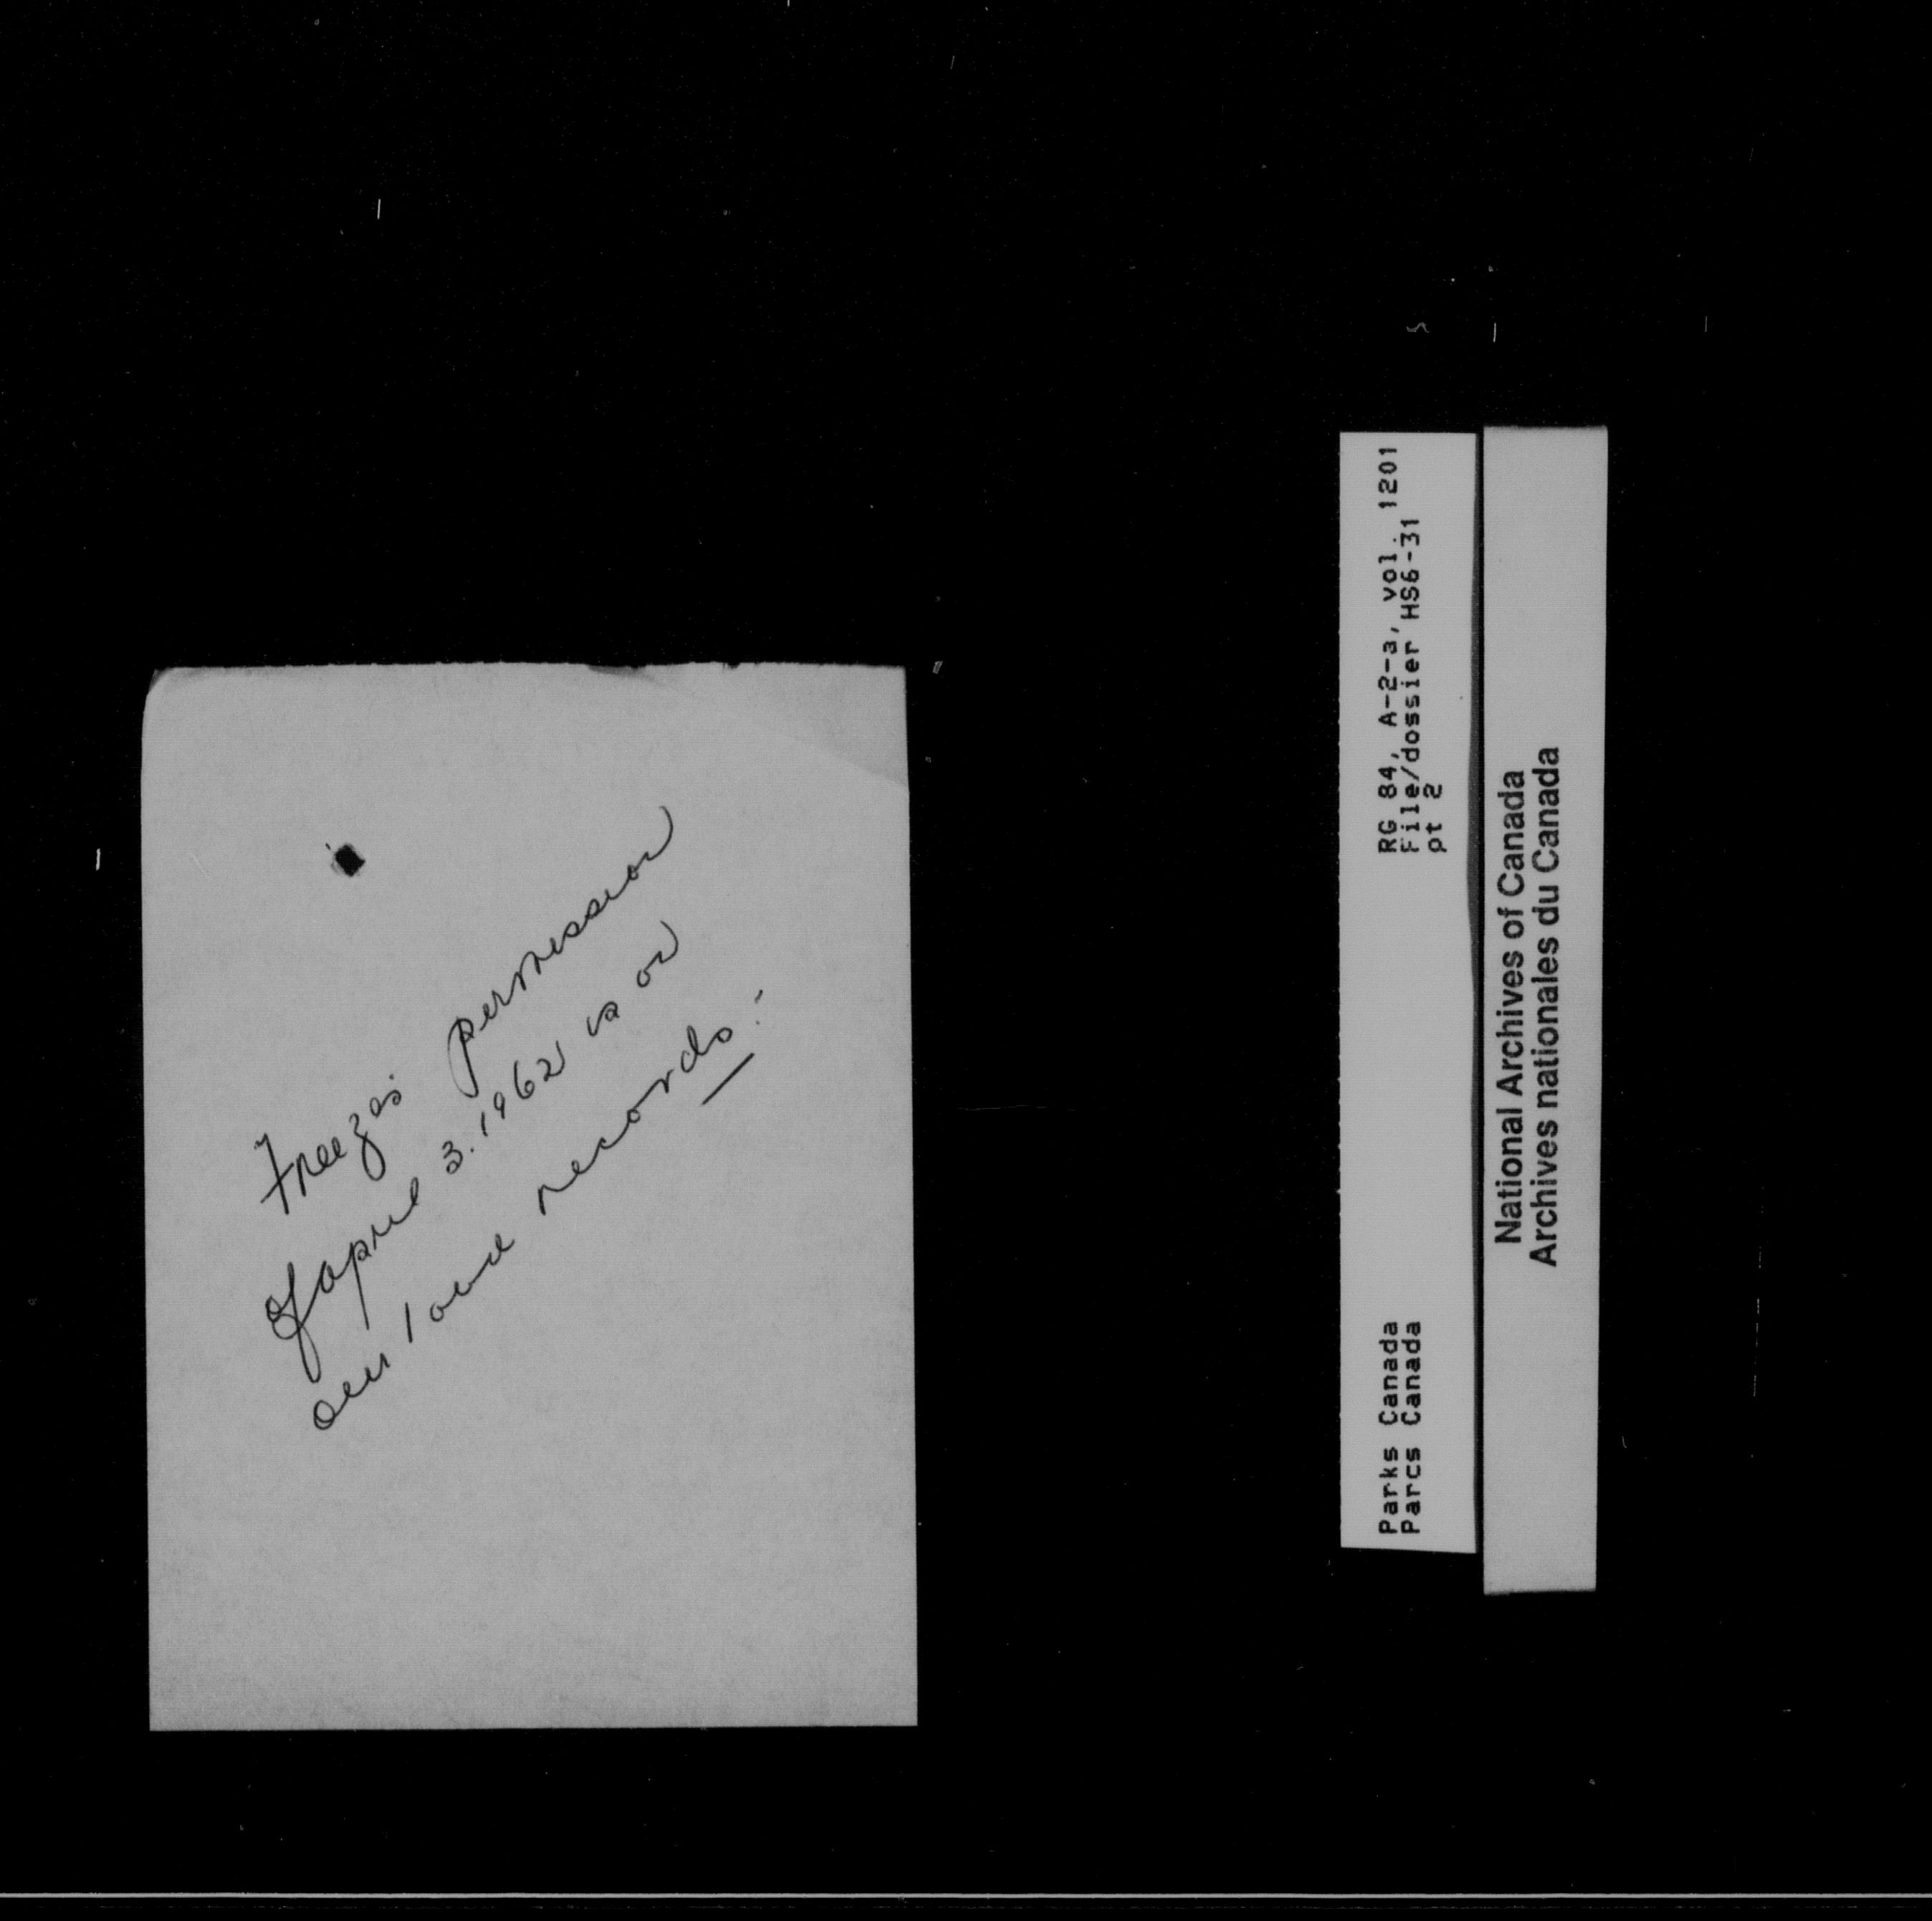 Freeze's permission
of april 3. 1962 is on
our land records.
RG 84, A-2-a, vol. 1201
File/dossier HS6-31
pt 2
Parks Canada
Parcs Canada
National Archives of Canada
Archives nationales du Canada